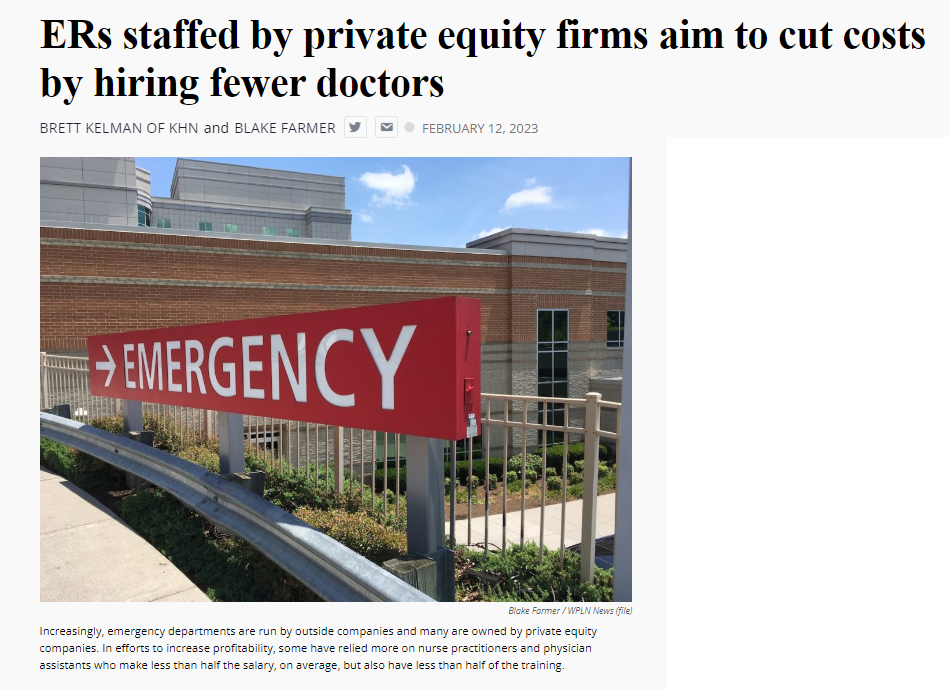 ERs staffed by private equity firms aim to cut costs
by hiring fewer doctors
BRETT KELMAN OF KHN and BLAKE FARMER FEBRUARY 12, 2023
→ EMERGENCY
Blake Farmer / WPLN News (file)
Increasingly, emergency departments are run by outside companies and many are owned by private equity
companies. In efforts to increase profitability, some have relied more on nurse practitioners and physician
assistants who make less than half the salary, on average, but also have less than half of the training.